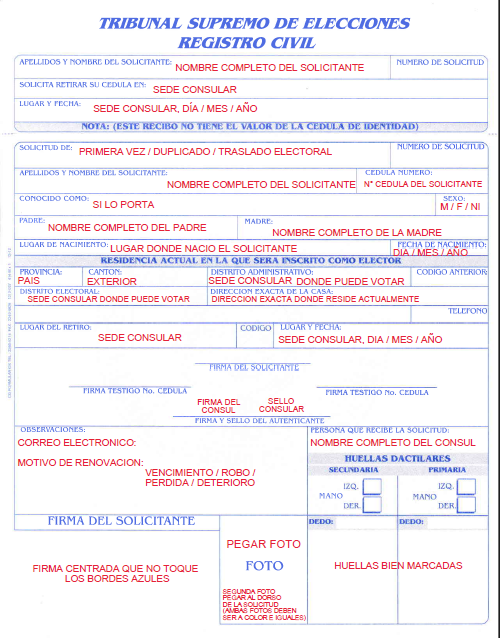 TRIBUNAL SUPREMO DE ELECCIONES
REGISTRO CIVIL
APELLIDOS Y NOMBRE DEL SOLICITANTE: NOMBRE COMPLETO DEL SOLICITANTE NUMERO DE SOLICITUD
SOLICITA RETIRAR SU CEDULA EN: SEDE CONSULAR
LUGAR Y FECHA: SEDE CONSULAR, DÍA / MES / AÑO
NOTA: (ESTE RECIBO NO TIENE EL VALOR DE LA CEDULA DE IDENTIDAD)
SOLICITUD DE: PRIMERA VEZ / DUPLICADO / TRASLADO ELECTORAL NUMERO DE SOLICITUD
APELLIDOS Y NOMBRE DEL SOLICITANTE: CEDULA NUMERO:
NOMBRE COMPLETO DEL SOLICITANTE N° CEDULA DEL SOLICITANTE
CONOCIDO COMO: SI LO PORTA SEXO:
M / F / NI
PADRE: NOMBRE COMPLETO DEL PADRE MADRE: NOMBRE COMPLETO DE LA MADRE
LUGAR DE NACIMIENTO: LUGAR DONDE NACIO EL SOLICITANTE FECHA DE NACIMIENTO:
DIA / MES / AÑO
RESIDENCIA ACTUAL EN LA QUE SERA INSCRITO COMO ELECTOR
PROVINCIA: CANTON: DISTRITO ADMINISTRATIVO: CODIGO ANTERIOR:
PAIS EXTERIOR SEDE CONSULAR DONDE PUEDE VOTAR
DISTRITO ELECTORAL: DIRECCION EXACTA DE LA CASA:
SEDE CONSULAR DONDE PUEDE VOTAR DIRECCION EXACTA DONDE RESIDE ACTUALMENTE
TELEFONO
LUGAR DEL RETIRO: CODIGO LUGAR Y FECHA:
SEDE CONSULAR SEDE CONSULAR, DIA / MES / AÑO
FIRMA DEL SOLICITANTE
FIRMA TESTIGO No. CEDULA FIRMA TESTIGO No. CEDULA
FIRMA DEL SELLO
CONSUL CONSULAR
FIRMA Y SELLO DEL AUTENTICANTE
OBSERVACIONES: PERSONA QUE RECIBE LA SOLICITUD:
CORREO ELECTRONICO: NOMBRE COMPLETO DEL CONSUL
MOTIVO DE RENOVACION: HUELLAS DACTILARES
VENCIMIENTO / ROBO / SECUNDARIA PRIMARIA
PERDIDA / DETERIORO IZQ. IZQ.
MANO MANO
DER. DER.
FIRMA DEL SOLICITANTE DEDO: DEDO:
PEGAR FOTO
FOTO
FIRMA CENTRADA QUE NO TOQUE HUELLAS BIEN MARCADAS
LOS BORDES AZULES
SEGUNDA FOTO
PEGAR AL DORSO
DE LA SOLICITUD
(AMBAS FOTOS DEBEN
SER A COLOR E IGUALES)